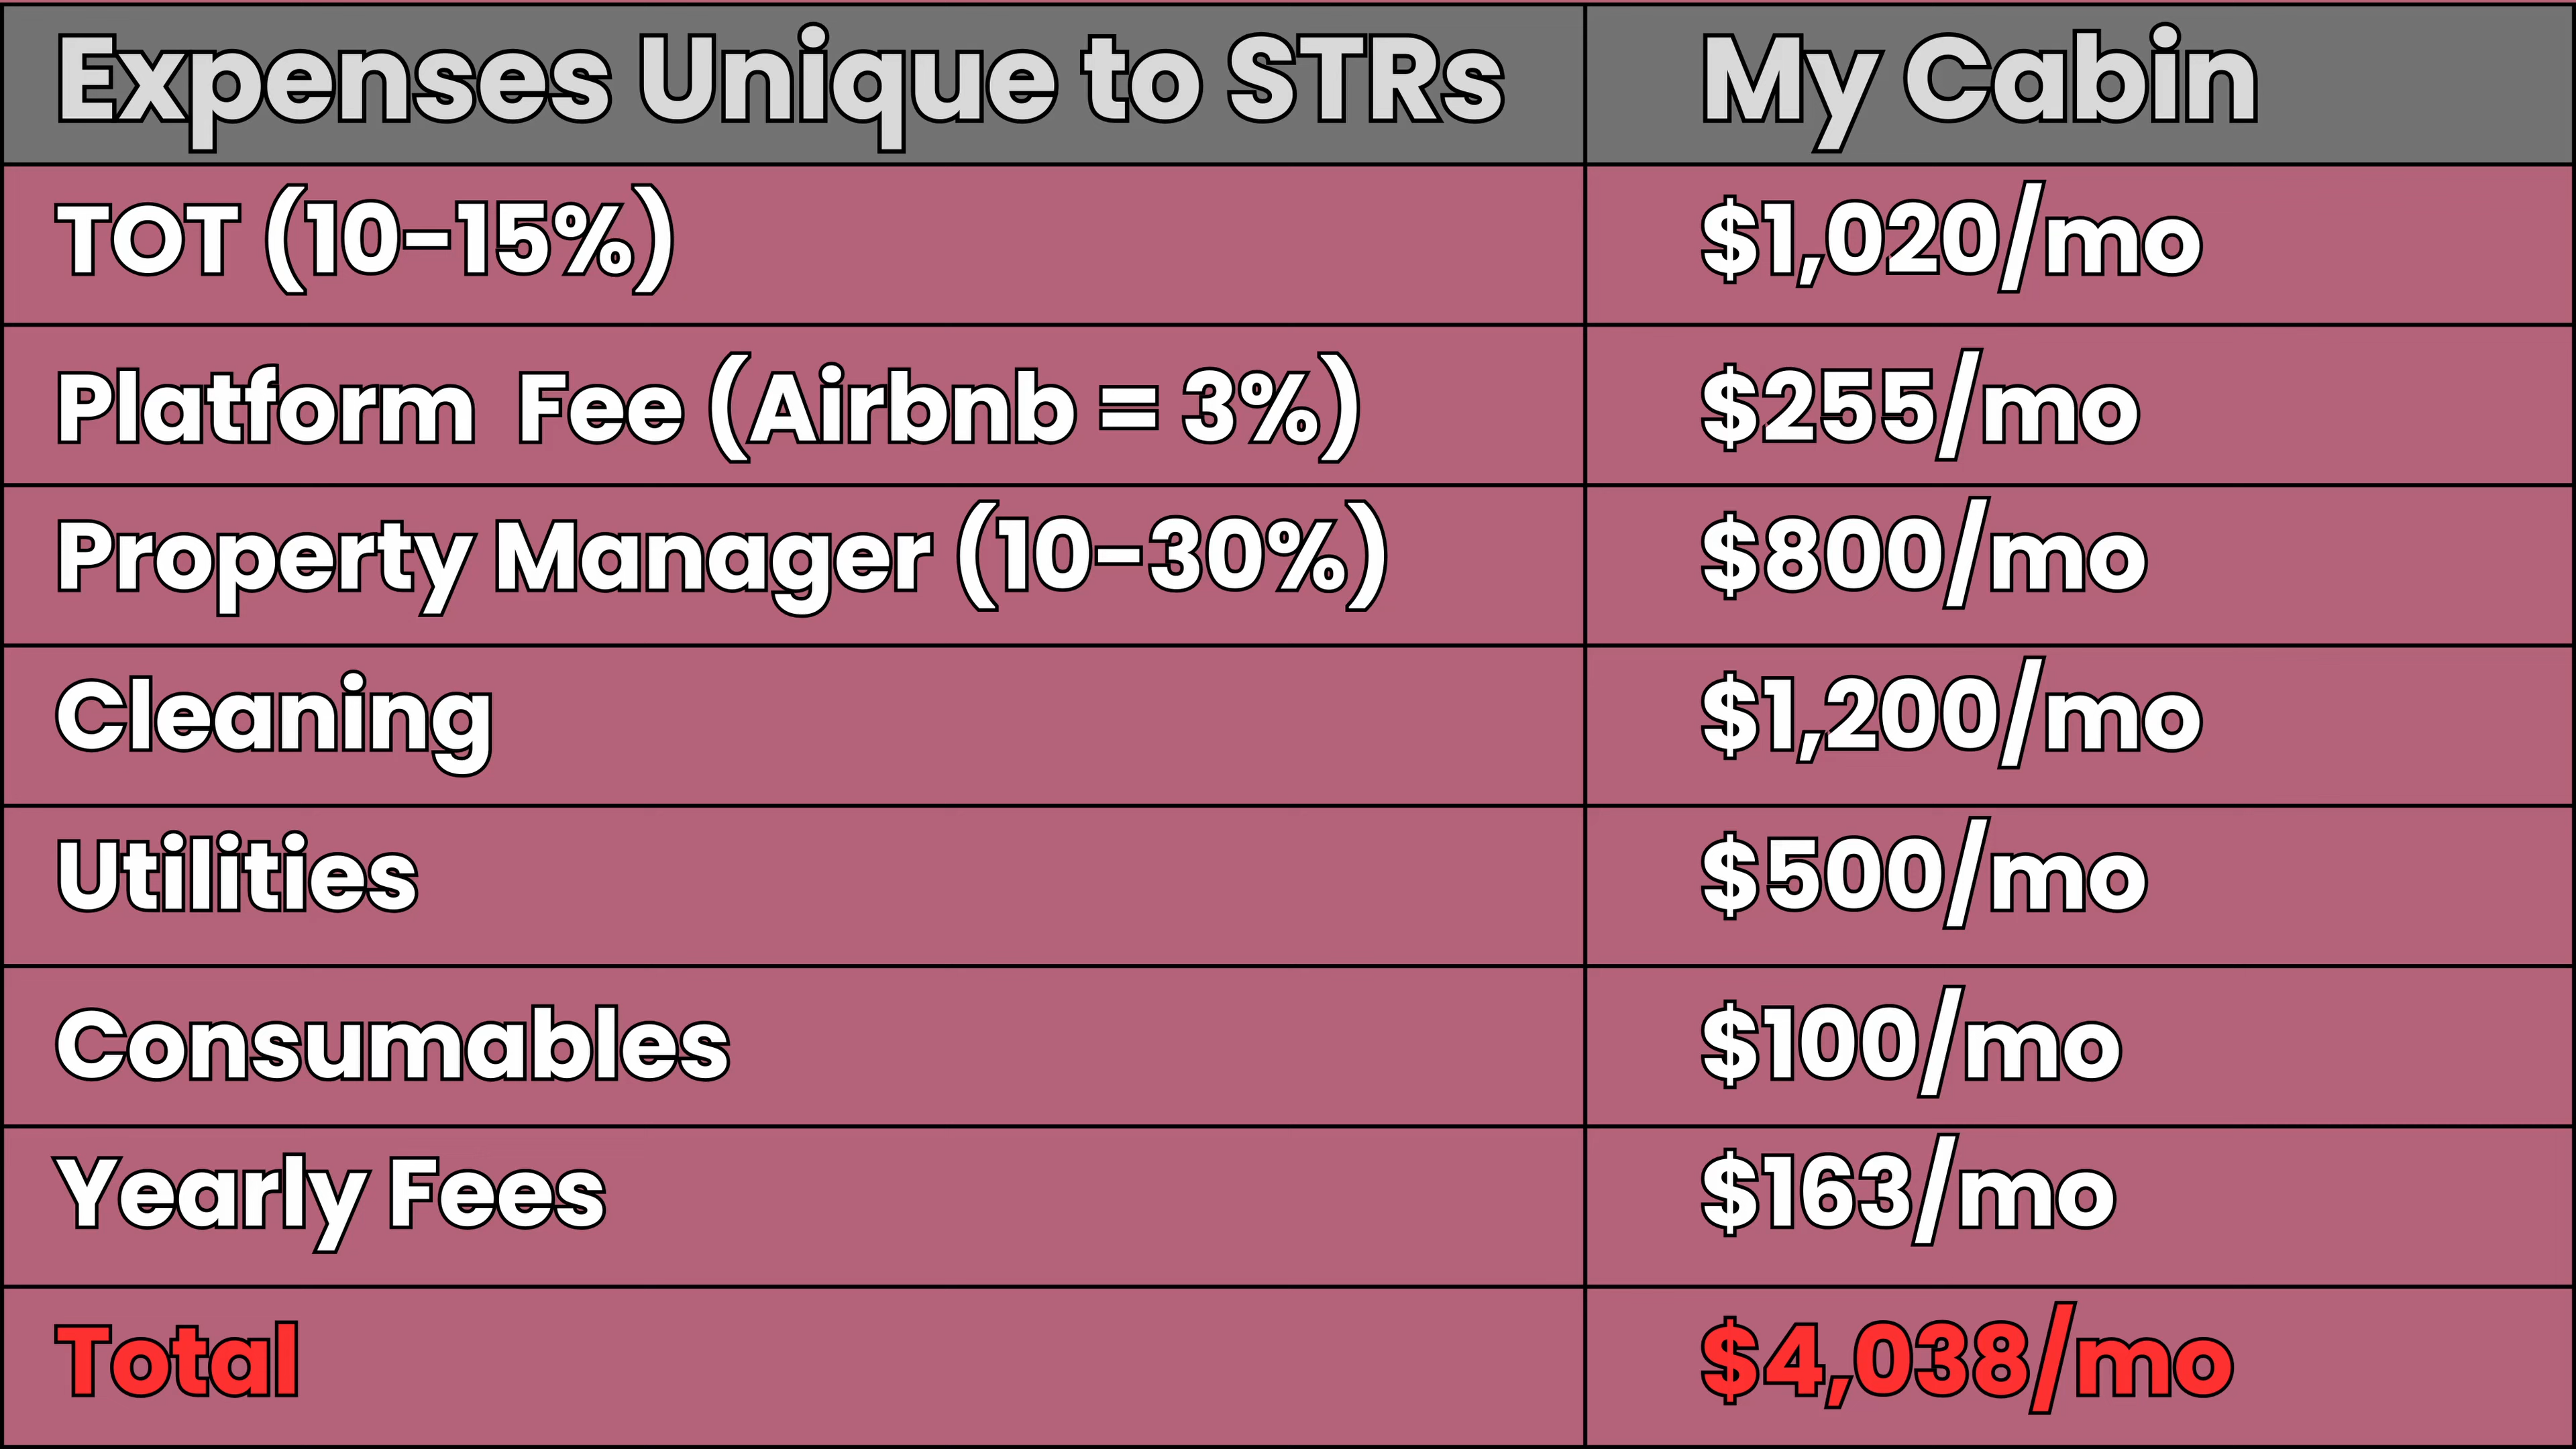 Expenses Unique to STRs My Cabin
TOT (10-15%) $1,020/mo
Platform Fee (Airbnb = 3%) $255/mo
Property Manager (10-30%) $800/mo
Cleaning $1,200/mo
Utilities $500/mo
Consumables $100/mo
Yearly Fees $163/mo
Total $4,038/mo